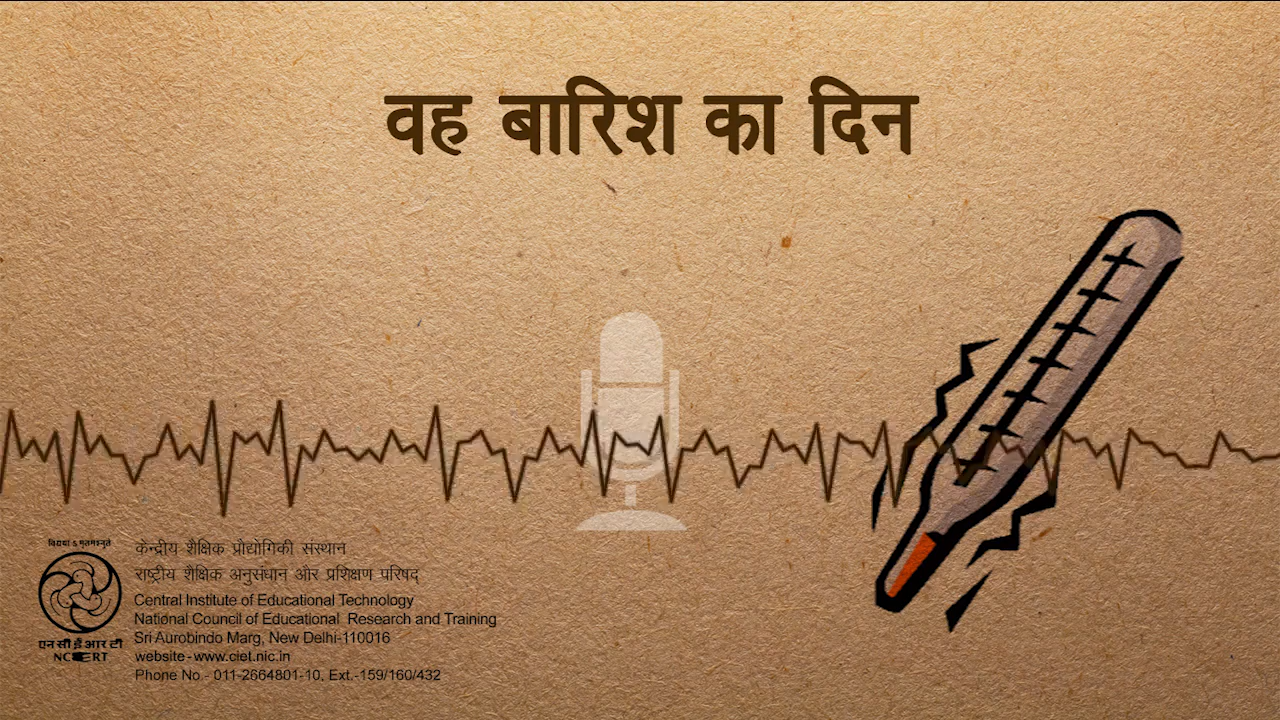 वह बारिश का दिन
विद्यया ऽ मृतमश्नुते
एन सी ई आर टी
NCERT
केन्द्रीय शैक्षिक प्रौद्योगिकी संस्थान
राष्ट्रीय शैक्षिक अनुसंधान और प्रशिक्षण परिषद्
Central Institute of Educational Technology
National Council of Educational Research and Training
Sri Aurobindo Marg, New Delhi-110016
website - www.ciet.nic.in
Phone No - 011-2664801-10, Ext.-159/160/432